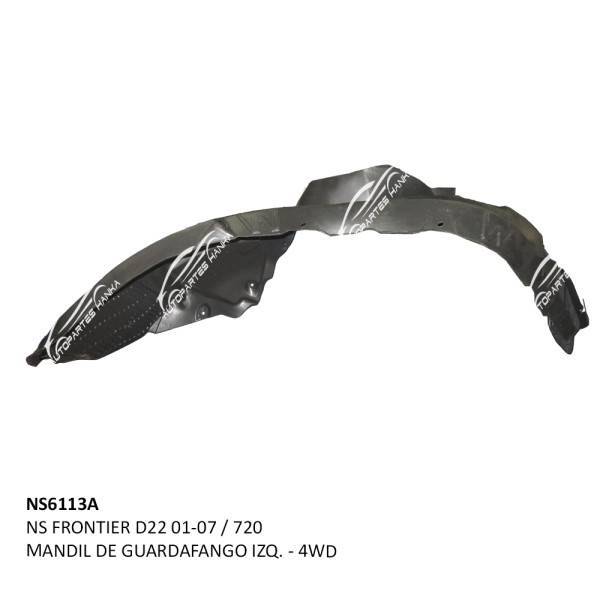 AUTOPARTES HANKA
AUTOPARTES HANKA
AUTOPARTES HANKA
AUTOPARTES HANKA
NS6113A
NS FRONTIER D22 01-07 / 720
MANDIL DE GUARDAFANGO IZQ. - 4WD